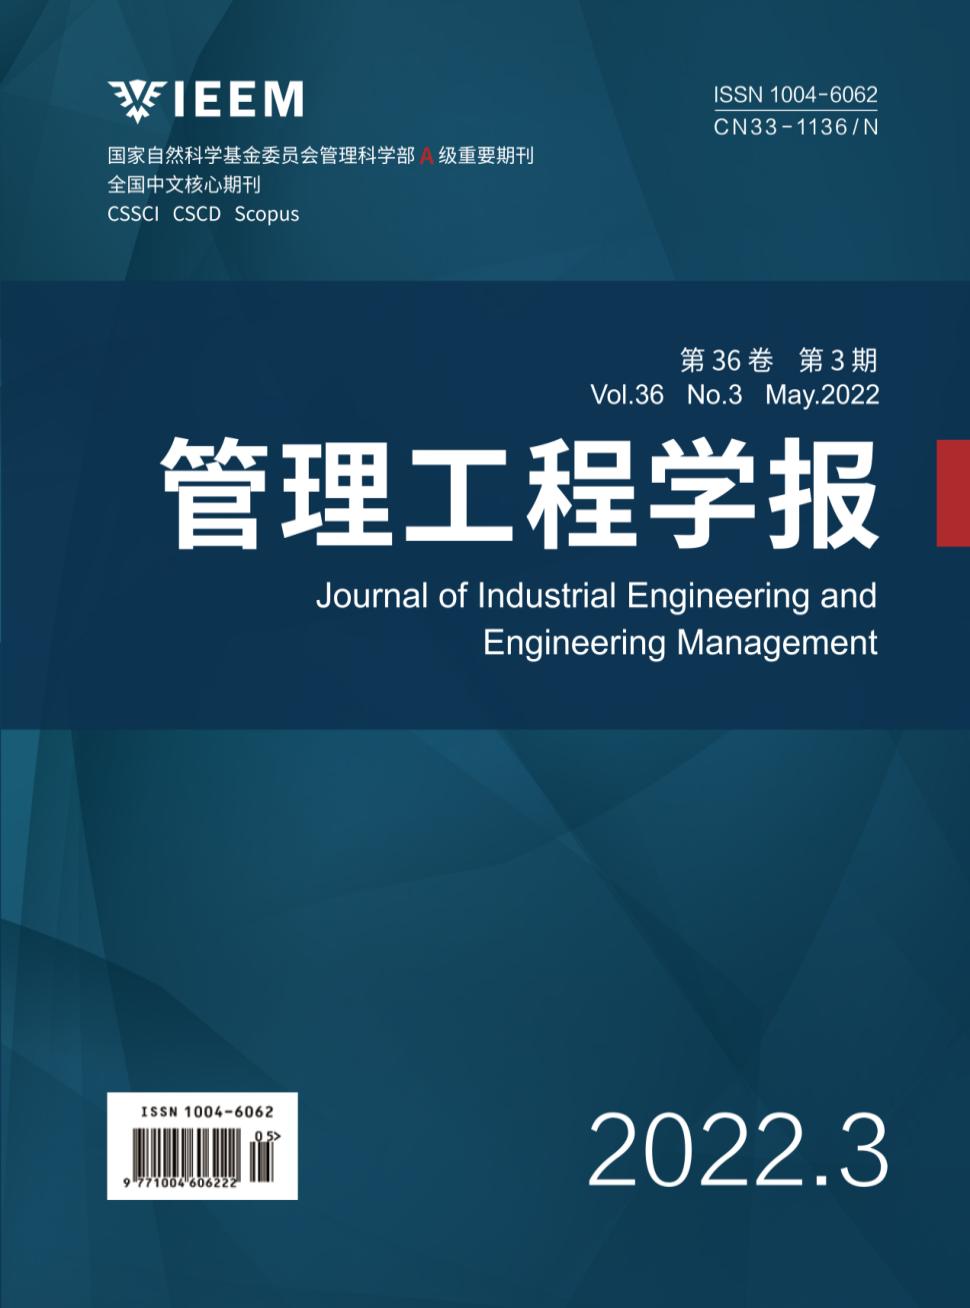 IEEM
ISSN 1004-6062
CN33-1136/N
国家自然科学基金委员会管理科学部 A 级重要期刊
全国中文核心期刊
CSSCI CSCD Scopus
第 36 卷 第 3 期
Vol.36 No.3 May.2022
管理工程学报
Journal of Industrial Engineering and
Engineering Management
ISSN 1004-6062
05>
9 771004 606222
2022.3